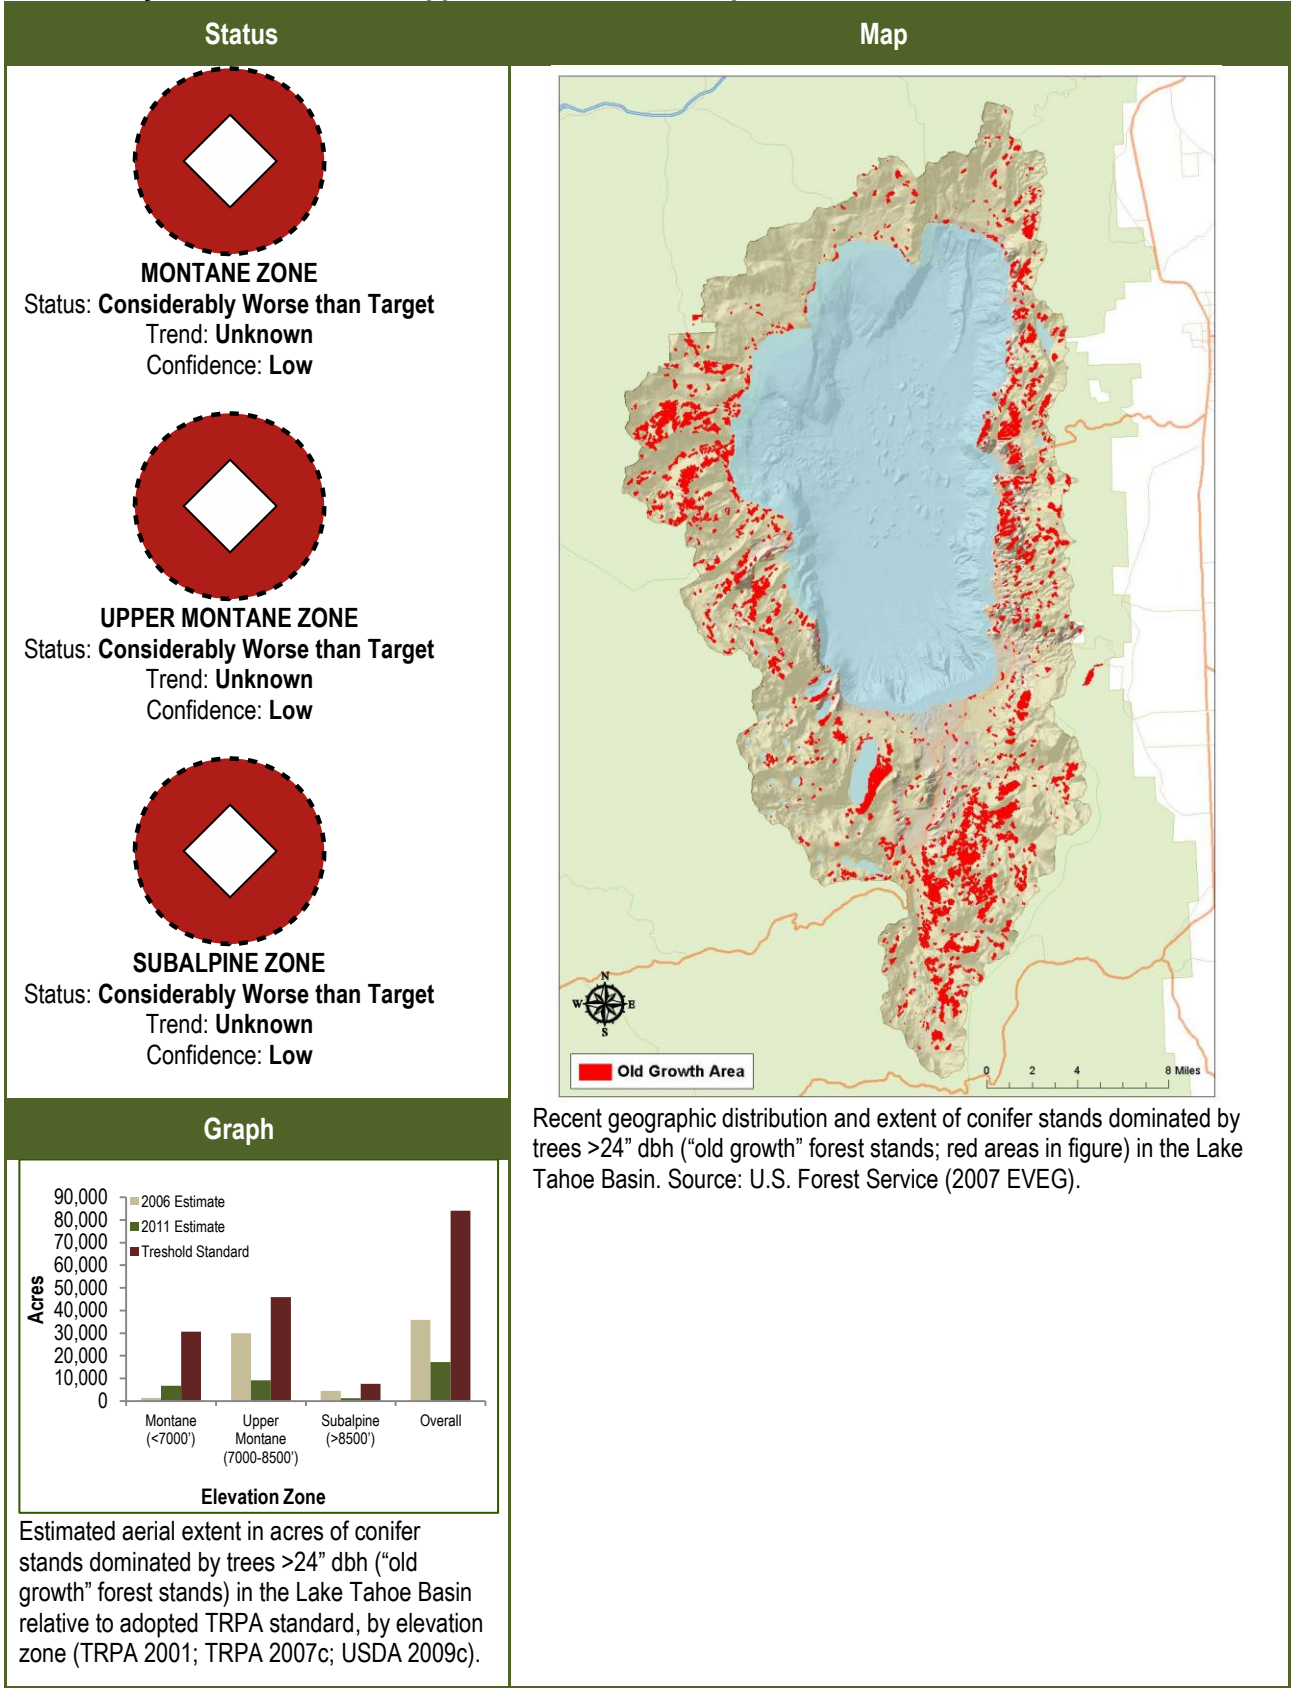 Status
Map
MONTANE ZONE
Status: Considerably Worse than Target
Trend: Unknown
Confidence: Low
UPPER MONTANE ZONE
Status: Considerably Worse than Target
Trend: Unknown
Confidence: Low
SUBALPINE ZONE
Status: Considerably Worse than Target
Trend: Unknown
Confidence: Low
N
W E
S
Old Growth Area
0 2 4 8 Miles
Recent geographic distribution and extent of conifer stands dominated by
trees >24” dbh (“old growth” forest stands; red areas in figure) in the Lake
Tahoe Basin. Source: U.S. Forest Service (2007 EVEG).
Graph
90,000
80,000
70,000
60,000
50,000
40,000
30,000
20,000
10,000
0
Acres
2006 Estimate
2011 Estimate
Treshold Standard
Montane
(<7000’)
Upper
Montane
(7000-8500’)
Subalpine
(>8500’)
Overall
Elevation Zone
Estimated aerial extent in acres of conifer
stands dominated by trees >24” dbh (“old
growth” forest stands) in the Lake Tahoe Basin
relative to adopted TRPA standard, by elevation
zone (TRPA 2001; TRPA 2007c; USDA 2009c).